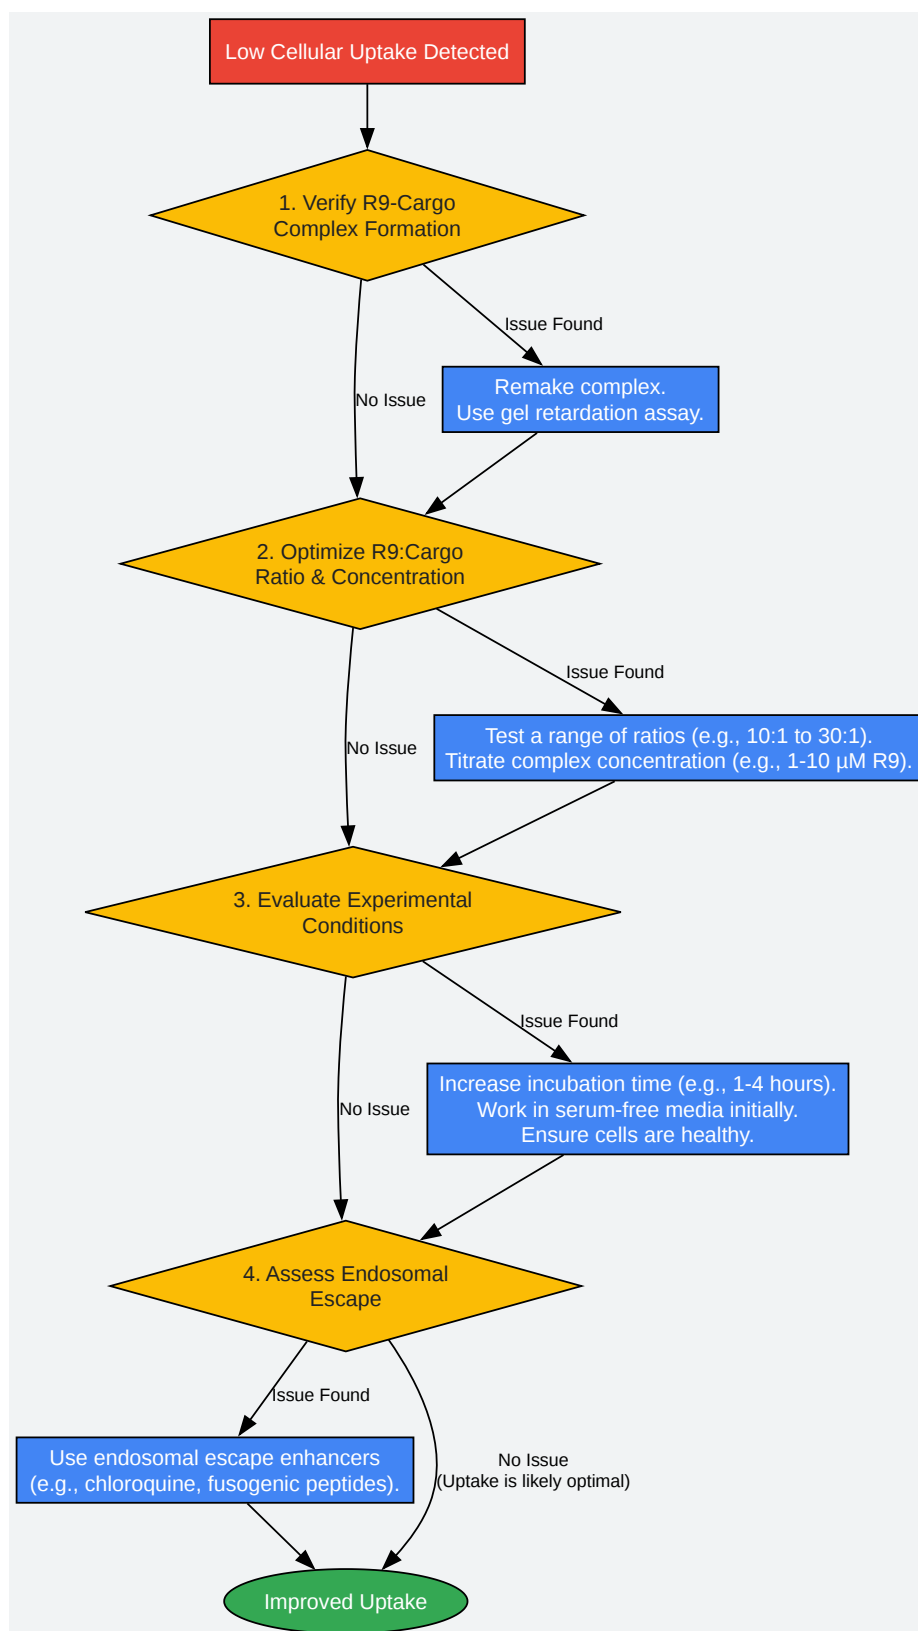 Low Cellular Uptake Detected
1. Verify R9-Cargo
Complex Formation
Issue Found
Remake complex.
Use gel retardation assay.
No Issue
2. Optimize R9:Cargo
Ratio & Concentration
Issue Found
Test a range of ratios (e.g., 10:1 to 30:1).
Titrate complex concentration (e.g., 1-10 µM R9).
No Issue
3. Evaluate Experimental
Conditions
Issue Found
Increase incubation time (e.g., 1-4 hours).
Work in serum-free media initially.
Ensure cells are healthy.
No Issue
4. Assess Endosomal
Escape
Issue Found
Use endosomal escape enhancers
(e.g., chloroquine, fusogenic peptides).
No Issue
(Uptake is likely optimal)
Improved Uptake